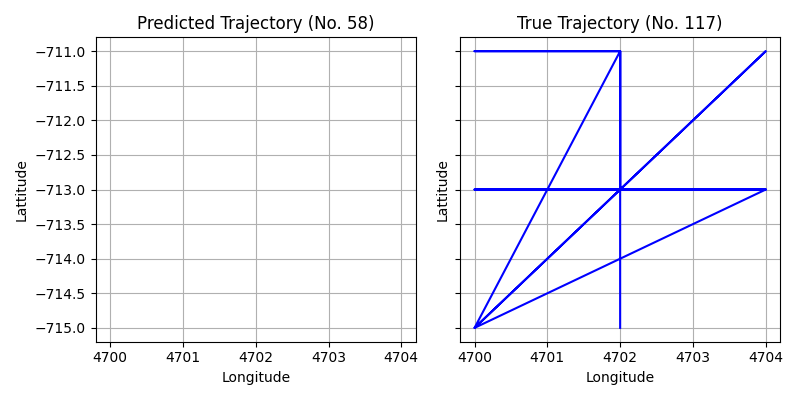 Predicted Trajectory (No. 58)
True Trajectory (No. 117)
−711.0
−711.5
−712.0
−712.5
−713.0
−713.5
−714.0
−714.5
−715.0
Lattitude
Lattitude
4700 4701 4702 4703 4704
4700 4701 4702 4703 4704
Longitude
Longitude